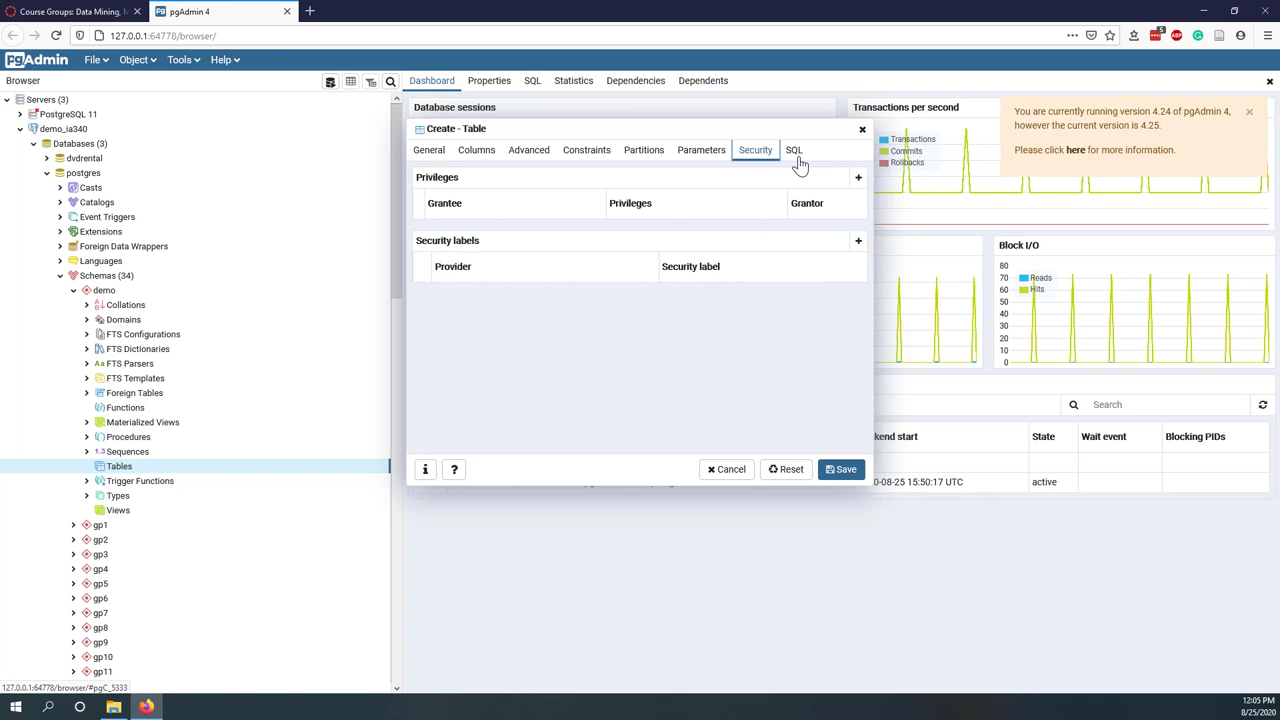 Course Groups: Data Mining, M
pgAdmin 4
127.0.0.1:64778/browser/
pgAdmin
File
Object
Tools
Help
Browser
Dashboard
Properties
SQL
Statistics
Dependencies
Dependents
Servers (3)
PostgreSQL 11
demo_ia340
Databases (3)
dvdrental
postgres
Casts
Catalogs
Event Triggers
Extensions
Foreign Data Wrappers
Languages
Schemas (34)
demo
Collations
Domains
FTS Configurations
FTS Dictionaries
FTS Parsers
FTS Templates
Foreign Tables
Functions
Materialized Views
Procedures
1.3 Sequences
Tables
Trigger Functions
Types
Views
gp1
gp2
gp3
gp4
gp5
gp6
gp7
gp8
gp9
gp10
gp11
127.0.0.1:64778/browser/#pgC_5333
Database sessions
Transactions per second
Transactions
Commits
Rollbacks
You are currently running version 4.24 of pgAdmin 4,
however the current version is 4.25.
Please click here for more information.
Create - Table
General
Columns
Advanced
Constraints
Partitions
Parameters
Security
SQL
Privileges
Grantee
Privileges
Grantor
Security labels
Provider
Security label
Cancel
Reset
Save
Block I/O
80
70
60
50
40
30
20
10
0
Reads
Hits
Search
kend start
State
Wait event
Blocking PIDs
0-08-25 15:50:17 UTC
active
12:05 PM
8/25/2020